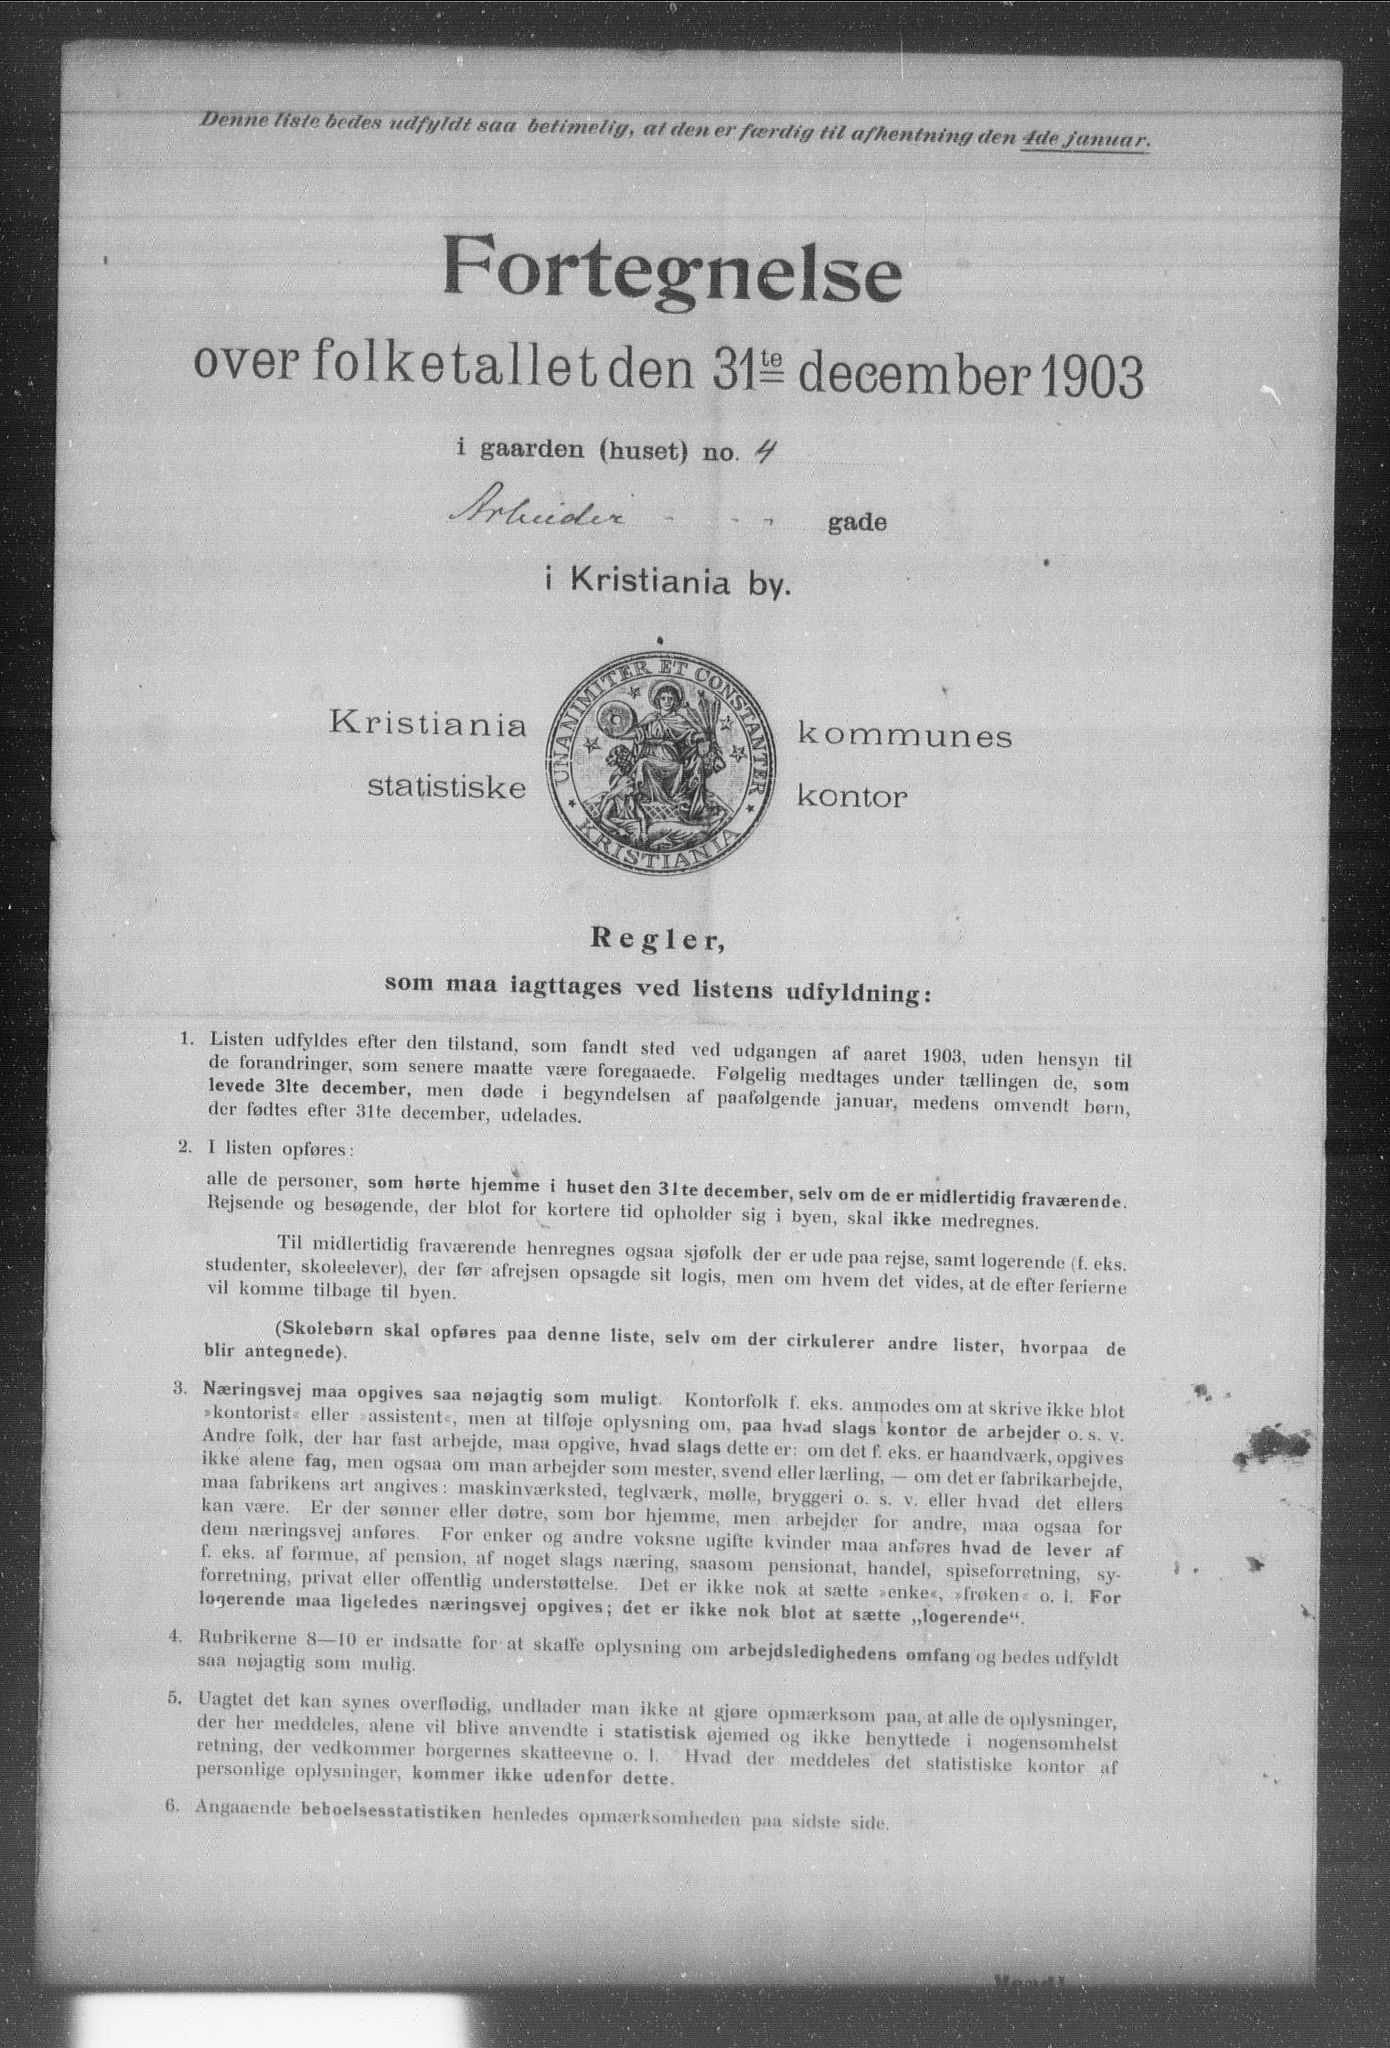 Denne liste bedes udfyldt saa betimelig, at den er færdig til afhentning den 4de januar.
Fortegnelse
over folketallet den 31te december 1903
i gaarden (huset) no. 4
Arbeider - - - gade
i Kristiania by.
UNANIMITER ET CONSTANTER
KRISTIANIA
Kristiania kommunes
statistiske kontor
Regler,
som maa iagttages ved listens udfyldning:
1. Listen udfyldes efter den tilstand, som fandt sted ved udgangen af aaret 1903, uden hensyn til
de forandringer, som senere maatte være foregaaede. Følgelig medtages under tællingen de, som
levede 31te december, men døde i begyndelsen af paafølgende januar, medens omvendt børn,
der fødtes efter 31te december, udelades.
2. I listen opføres:
alle de personer, som hørte hjemme i huset den 31te december, selv om de er midlertidig fraværende.
Rejsende og besøgende, der blot for kortere tid opholder sig i byen, skal ikke medregnes.
Til midlertidig fraværende henregnes ogsaa sjøfolk der er ude paa rejse, samt logerende (f. eks.
studenter, skoleelever), der før afrejsen opsagde sit logis, men om hvem det vides, at de efter ferierne
vil komme tilbage til byen.
(Skolebørn skal opføres paa denne liste, selv om der cirkulerer andre lister, hvorpaa de
blir antegnede).
3. Næringsvej maa opgives saa nøjagtig som muligt. Kontorfolk f. eks. anmodes om at skrive ikke blot
»kontorist« eller »assistent«, men at tilføje oplysning om, paa hvad slags kontor de arbejder o. s. v.
Andre folk, der har fast arbejde, maa opgive, hvad slags dette er: om det f. eks. er haandværk, opgives
ikke alene fag, men ogsaa om man arbejder som mester, svend eller lærling, — om det er fabrikarbejde,
maa fabrikens art angives: maskinværksted, teglværk, mølle, bryggeri o. s. v. eller hvad det ellers
kan være. Er der sønner eller døtre, som bor hjemme, men arbejder for andre, maa ogsaa for
dem næringsvej anføres. For enker og andre voksne ugifte kvinder maa anføres hvad de lever af
f. eks. af formue, af pension, af noget slags næring, saasom pensionat, handel, spiseforretning, sy-
forretning, privat eller offentlig understøttelse. Det er ikke nok at sætte »enke«, »frøken« o. l. For
logerende maa ligeledes næringsvej opgives; det er ikke nok blot at sætte „logerende“.
4. Rubrikerne 8—10 er indsatte for at skaffe oplysning om arbejdsledighedens omfang og bedes udfyldt
saa nøjagtig som mulig.
5. Uagtet det kan synes overflødig, undlader man ikke at gjøre opmærksom paa, at alle de oplysninger,
der her meddeles, alene vil blive anvendte i statistisk øjemed og ikke benyttede i nogensomhelst
retning, der vedkommer borgernes skatteevne o. l. Hvad der meddeles det statistiske kontor af
personlige oplysninger, kommer ikke udenfor dette.
6. Angaaende beboelsesstatistiken henledes opmærksomheden paa sidste side.
Vend!